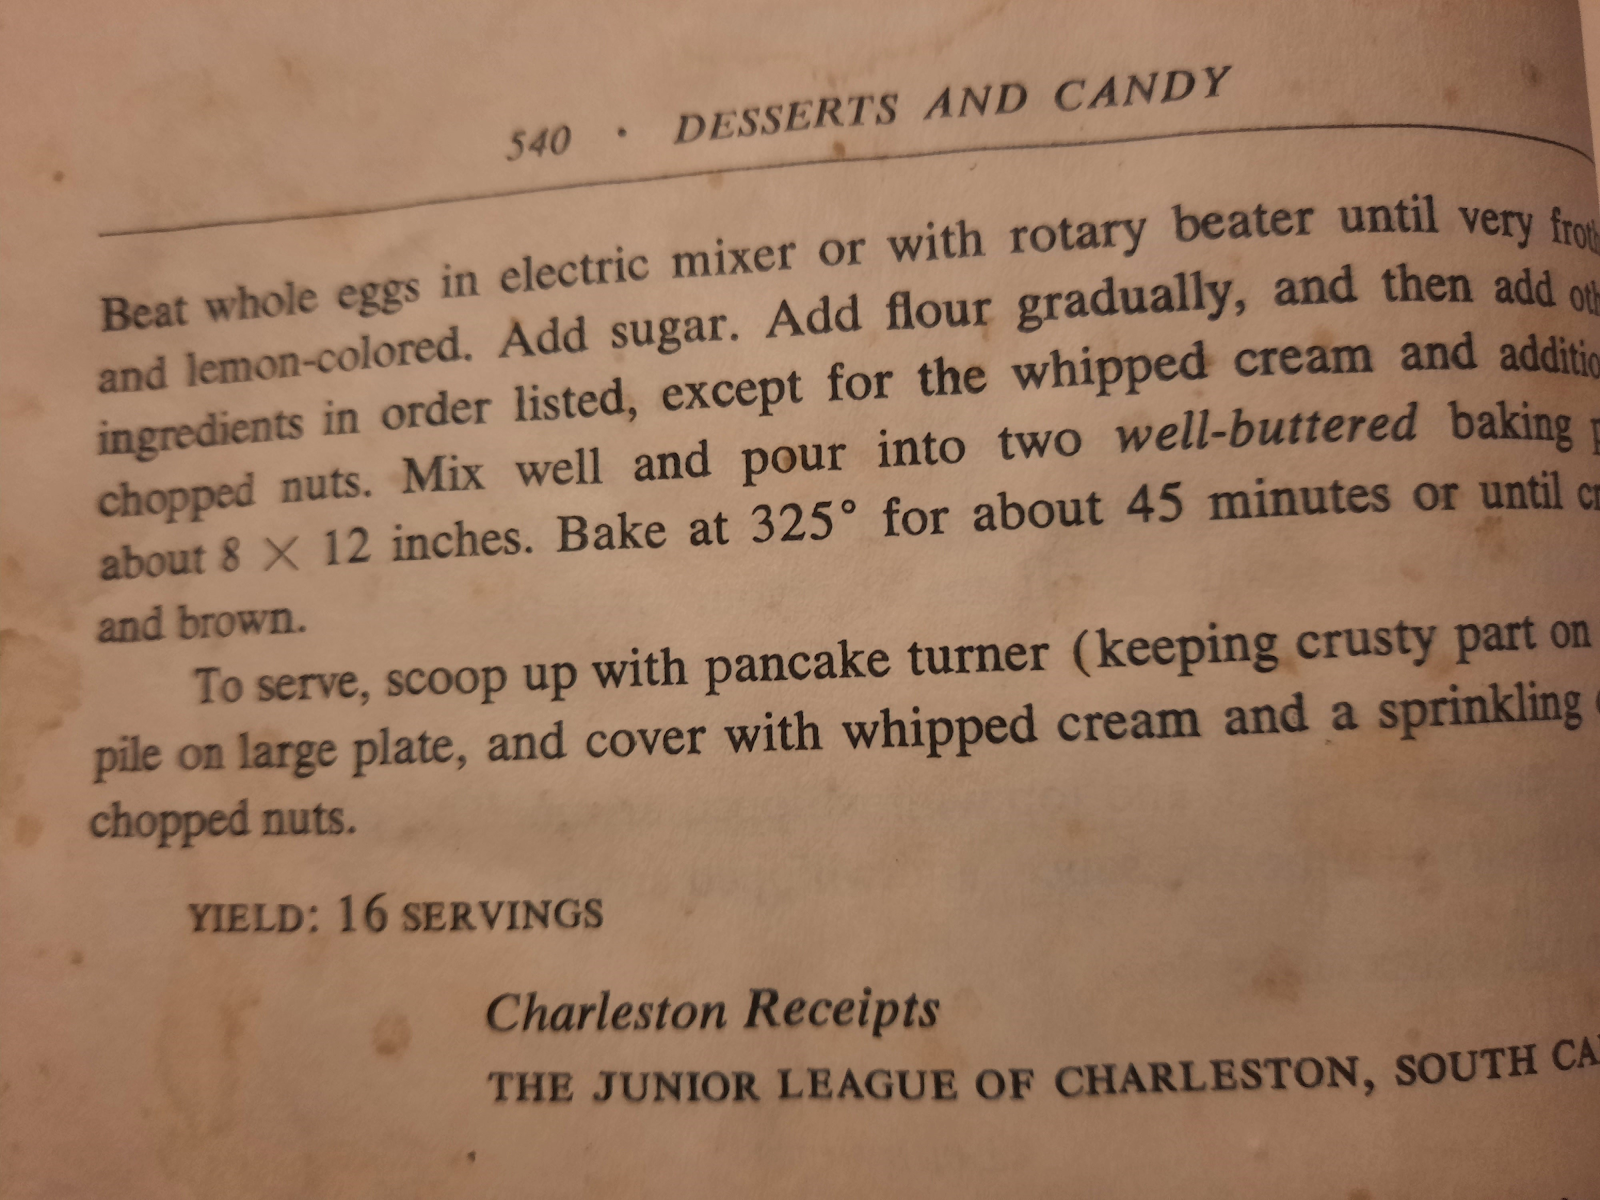 540 · DESSERTS AND CANDY
Beat whole eggs in electric mixer or with rotary beater until very
and lemon-colored. Add sugar. Add flour gradually, and then add
ingredients in order listed, except for the whipped cream and
chopped nuts. Mix well and pour into two well-buttered baking
about 8 × 12 inches. Bake at 325° for about 45 minutes or until
and brown.
To serve, scoop up with pancake turner (keeping crusty part on
pile on large plate, and cover with whipped cream and a sprinkling
chopped nuts.
YIELD: 16 SERVINGS
Charleston Receipts
THE JUNIOR LEAGUE OF CHARLESTON, SOUTH